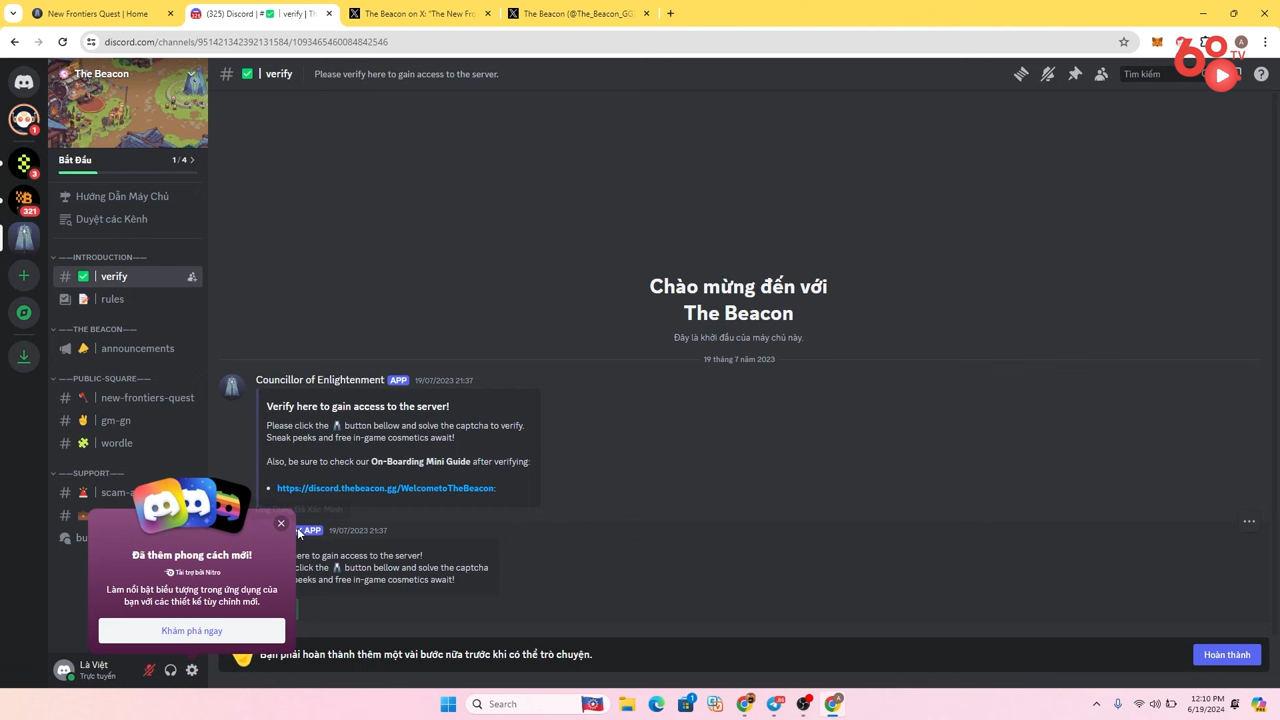 New Frontiers Quest | Home
(325) Discord | #✅ | verify | Th
The Beacon on X: "The New Fro
The Beacon (@The_Beacon_GG
discord.com/channels/951421342392131584/1093465460084842546
6° TV
The Beacon
# ✅ | verify
Please verify here to gain access to the server.
Tìm kiếm
Bắt Đầu
1/4
Hướng Dẫn Máy Chủ
Duyệt các Kênh
——INTRODUCTION——
verify
rules
——THE BEACON——
announcements
——PUBLIC-SQUARE——
new-frontiers-quest
gm-gn
wordle
——SUPPORT——
scam-a
bu
1
3
321
Chào mừng đến với
The Beacon
Đây là khởi đầu của máy chủ này.
19 tháng 7 năm 2023
Councillor of Enlightenment APP 19/07/2023 21:37
Verify here to gain access to the server!
Please click the button bellow and solve the captcha to verify.
Sneak peeks and free in-game cosmetics await!
Also, be sure to check our On-Boarding Mini Guide after verifying:
https://discord.thebeacon.gg/WelcometoTheBeacon:
APP 19/07/2023 21:37
ere to gain access to the server!
click the button bellow and solve the captcha
peeks and free in-game cosmetics await!
Đã thêm phong cách mới!
Tài trợ bởi Nitro
Làm nổi bật biểu tượng trong ứng dụng của
bạn với các thiết kế tùy chỉnh mới.
Khám phá ngay
Bạn phải hoàn thành thêm một vài bước nữa trước khi có thể trò chuyện.
Hoàn thành
Là Việt
Trực tuyến
Search
12:10 PM
6/19/2024